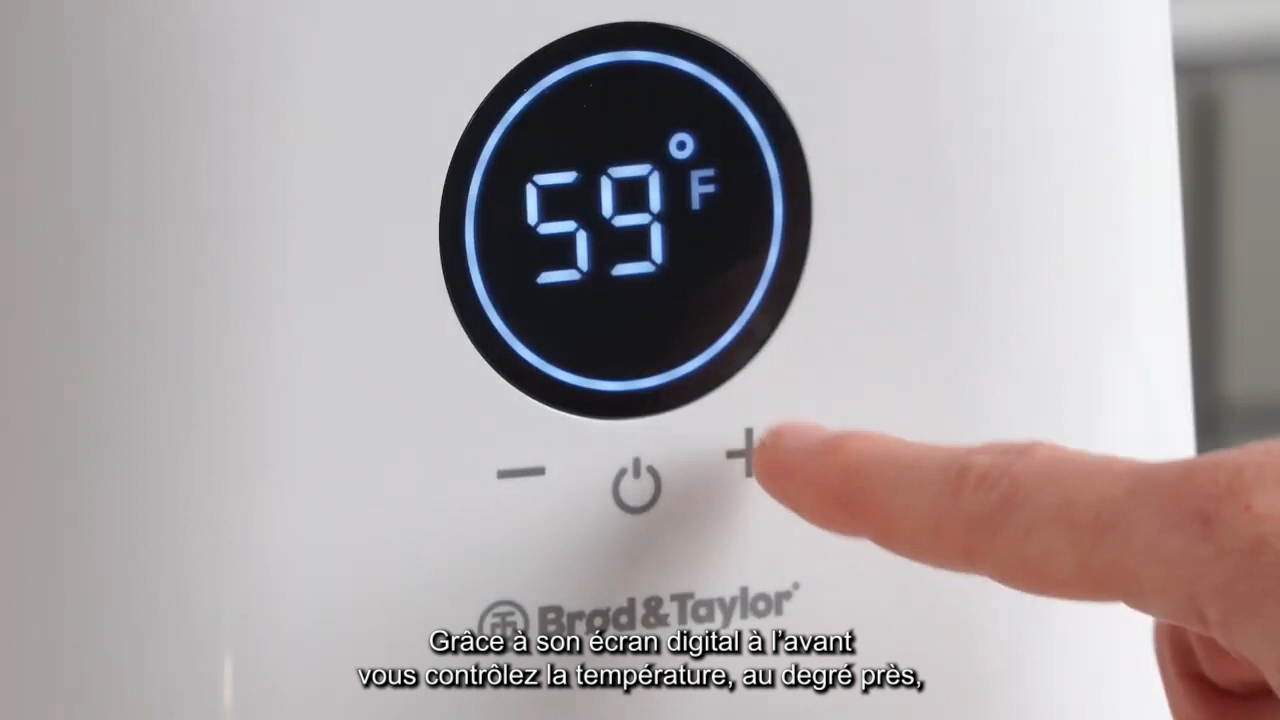 59°F
Brød&Taylor
Grâce à son écran digital à l’avant
vous contrôlez la température, au degré près,